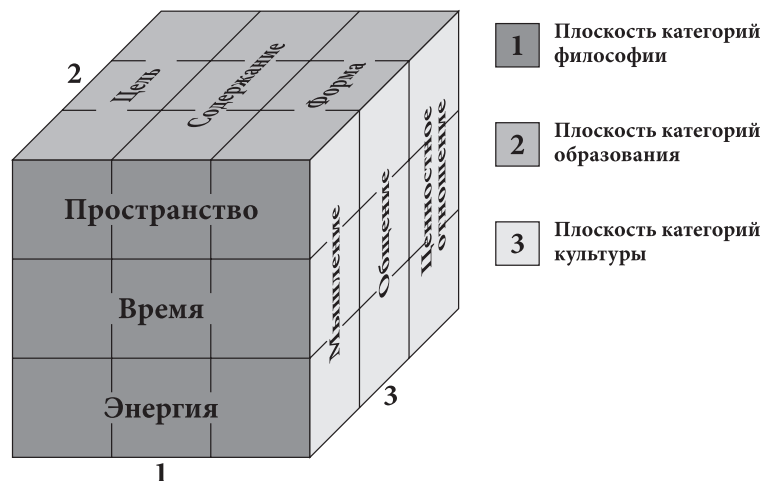 2
Цель
Содержание
Форма
Пространство
Время
Энергия
Мышление
Общение
Ценностное
отношение
1
3
1
Плоскость категорий
философии
2
Плоскость категорий
образования
3
Плоскость категорий
культуры